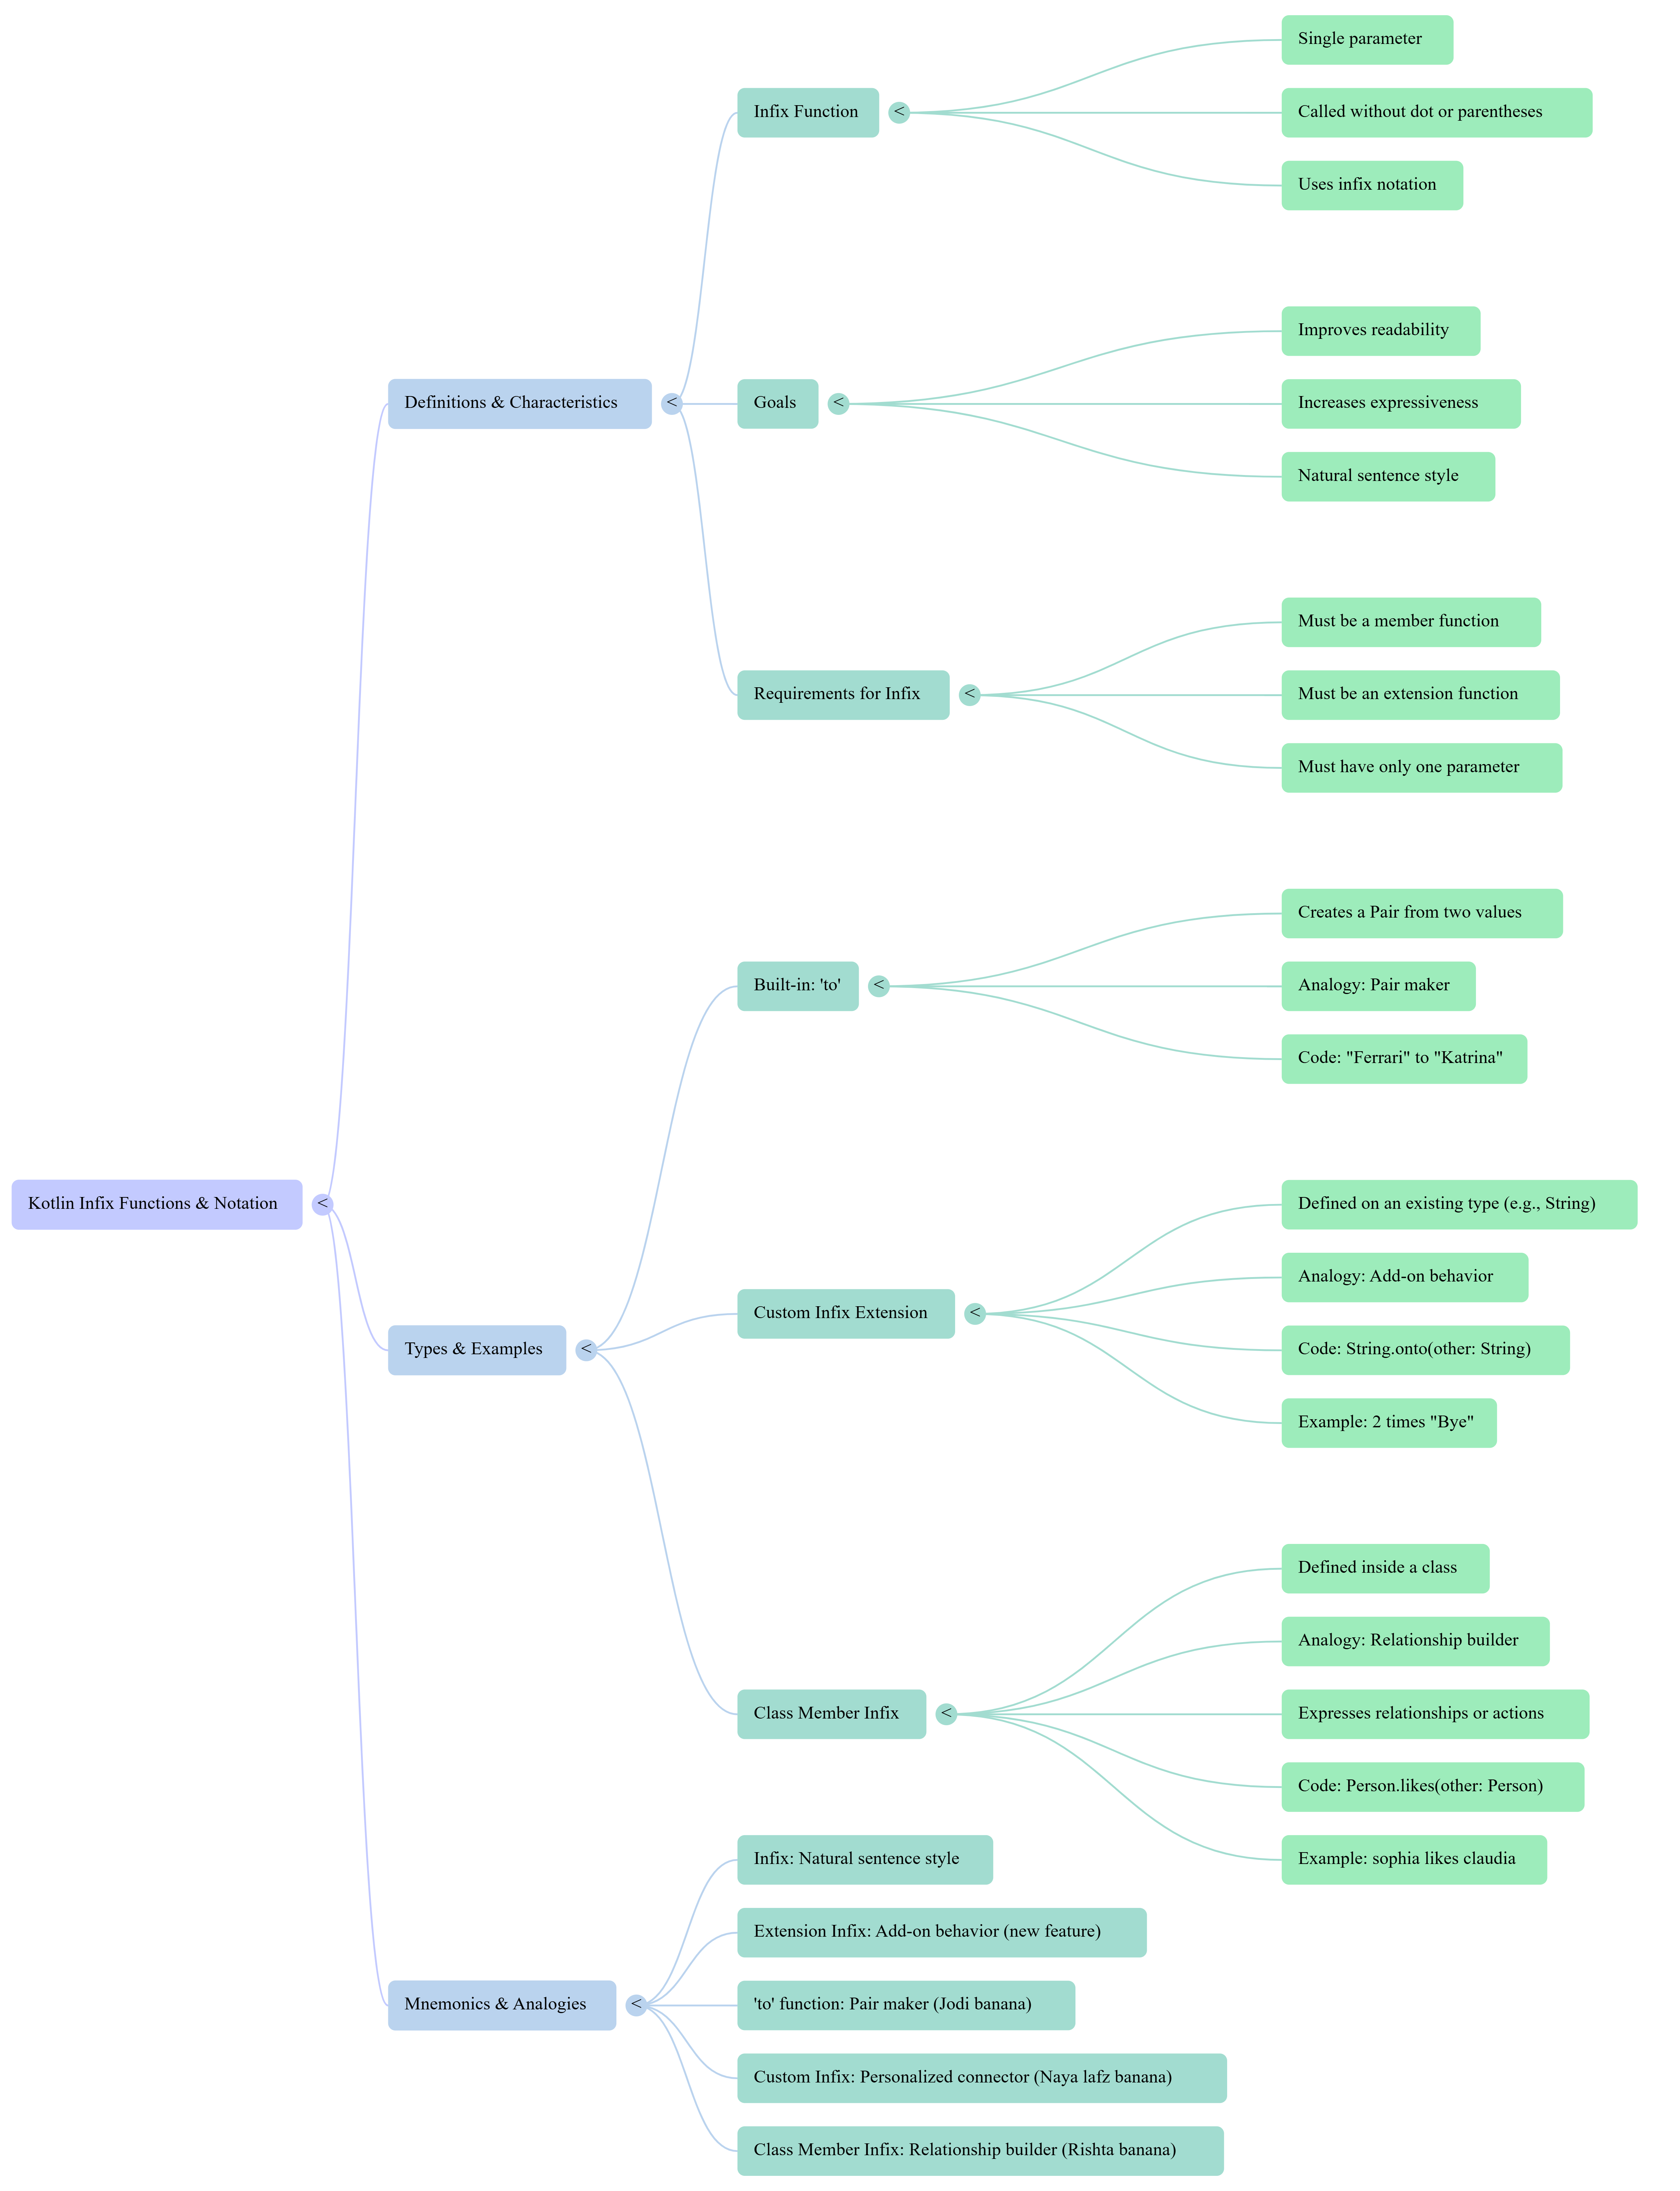 Kotlin Infix Functions & Notation
<
Definitions & Characteristics
<
Infix Function
<
Single parameter
Called without dot or parentheses
Uses infix notation
Goals
<
Improves readability
Increases expressiveness
Natural sentence style
Requirements for Infix
<
Must be a member function
Must be an extension function
Must have only one parameter
Types & Examples
<
Built-in: 'to'
<
Creates a Pair from two values
Analogy: Pair maker
Code: "Ferrari" to "Katrina"
Custom Infix Extension
<
Defined on an existing type (e.g., String)
Analogy: Add-on behavior
Code: String.onto(other: String)
Example: 2 times "Bye"
Class Member Infix
<
Defined inside a class
Analogy: Relationship builder
Expresses relationships or actions
Code: Person.likes(other: Person)
Example: sophia likes claudia
Mnemonics & Analogies
<
Infix: Natural sentence style
Extension Infix: Add-on behavior (new feature)
'to' function: Pair maker (Jodi banana)
Custom Infix: Personalized connector (Naya lafz banana)
Class Member Infix: Relationship builder (Rishta banana)